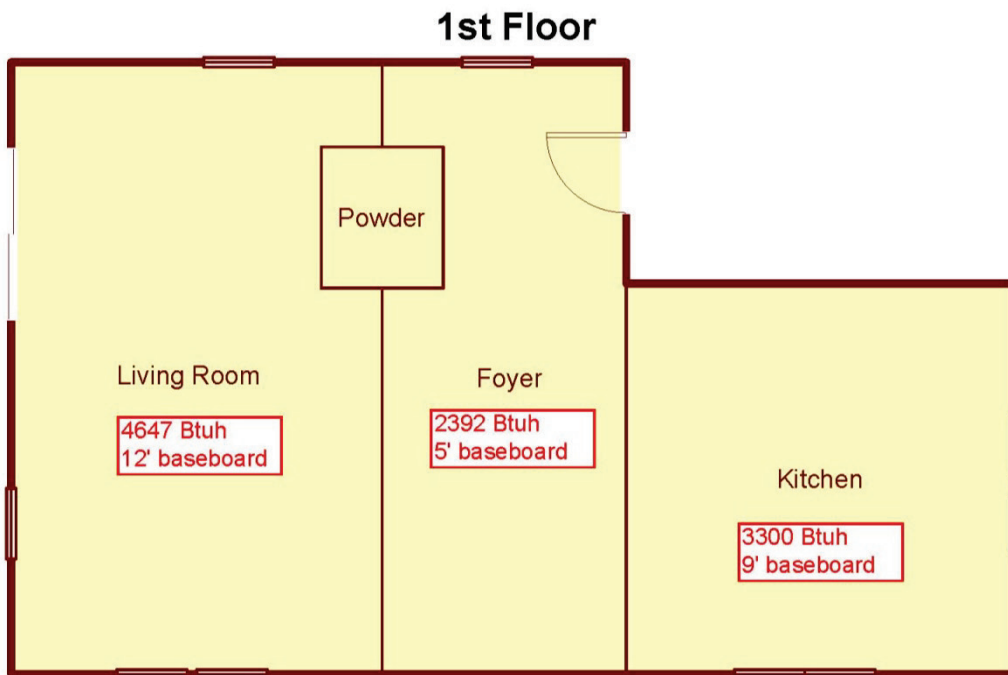 1st Floor
Powder
Living Room
4647 Btuh
12' baseboard
Foyer
2392 Btuh
5' baseboard
Kitchen
3300 Btuh
9' baseboard